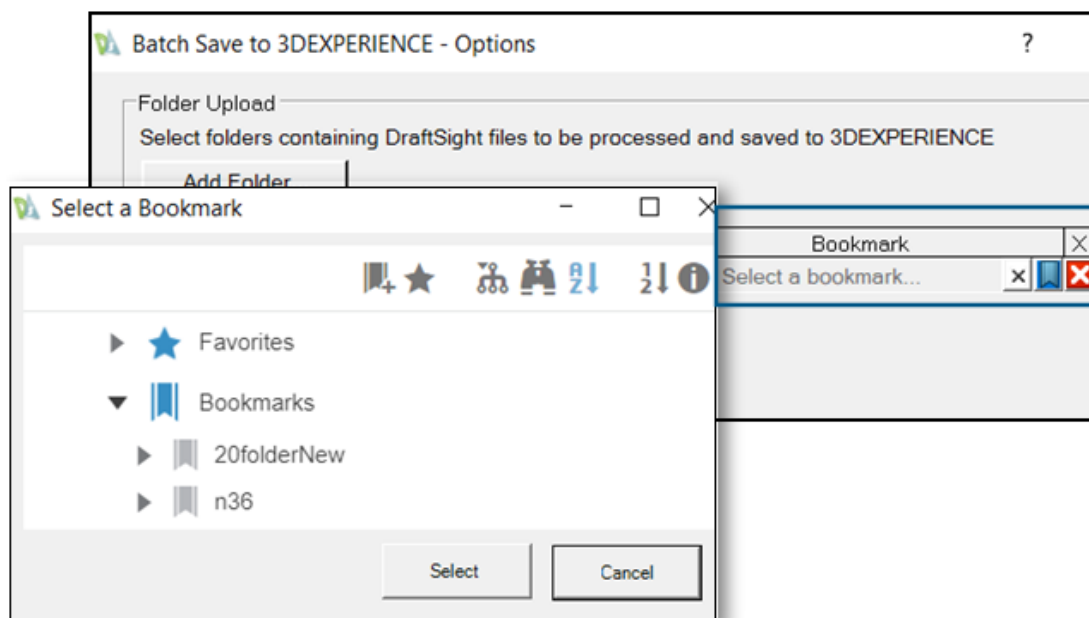 Batch Save to 3DEXPERIENCE - Options ?
Folder Upload
Select folders containing DraftSight files to be processed and saved to 3DEXPERIENCE
Add Folder
Select a Bookmark
Bookmark
Select a bookmark...
Favorites
Bookmarks
20folderNew
n36
Select
Cancel